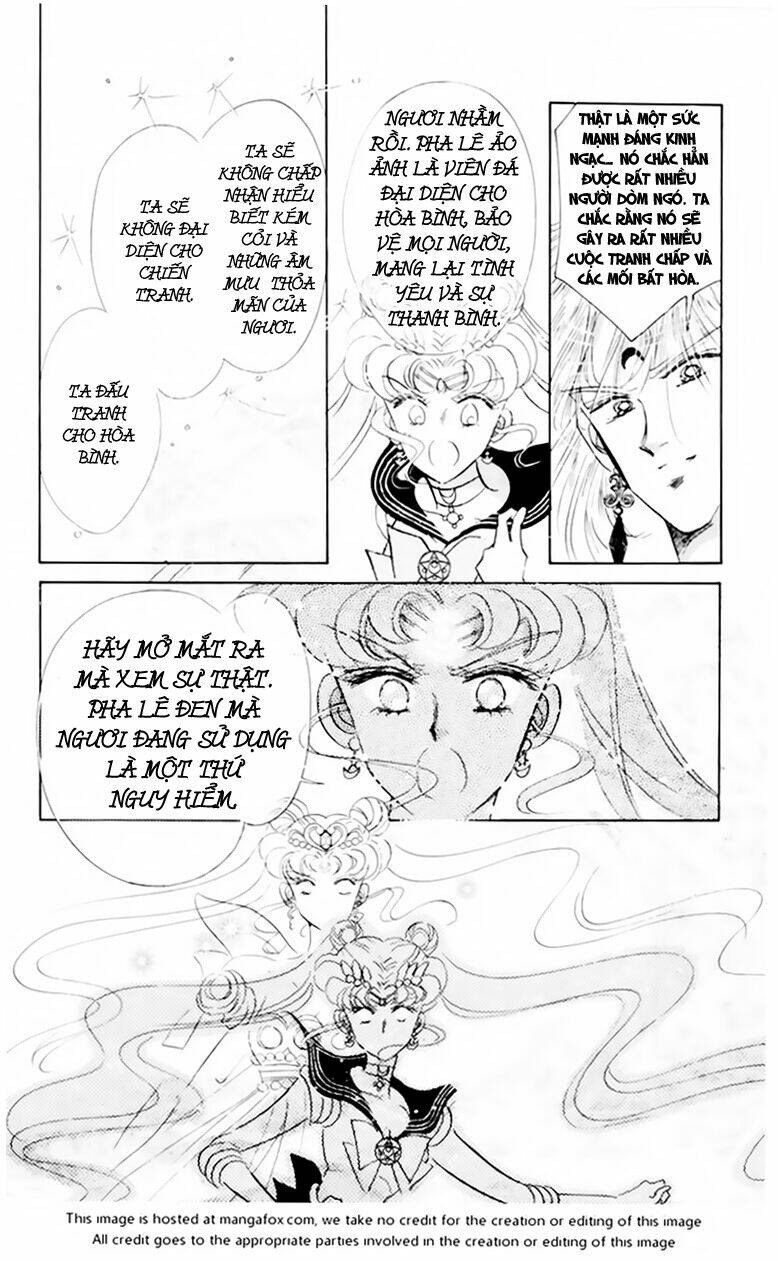 THẬT LÀ MỘT SỨC
MẠNH ĐÁNG KINH
NGẠC... NÓ CHẮC HẲN
ĐƯỢC RẤT NHIỀU
NGƯỜI DÒM NGÓ. TA
CHẮC RẰNG NÓ SẼ
GÂY RA RẤT NHIỀU
CUỘC TRANH CHẤP VÀ
CÁC MỐI BẤT HÒA.
NGƯƠI NHẦM
RỒI. PHA LÊ ẢO
ẢNH LÀ VIÊN ĐÁ
ĐẠI DIỆN CHO
HÒA BÌNH, BẢO
VỆ MỌI NGƯỜI,
MANG LẠI TÌNH
YÊU VÀ SỰ
THANH BÌNH.
TA SẼ
KHÔNG CHẤP
NHẬN HIỂU
BIẾT KÉM
CỎI VÀ
NHỮNG ÂM
MƯU THỎA
MÃN CỦA
NGƯƠI.
TA SẼ
KHÔNG ĐẠI
DIỆN CHO
CHIẾN
TRANH.
TA ĐẤU
TRANH
CHO HÒA
BÌNH.
HÃY MỞ MẮT RA
MÀ XEM SỰ THẬT.
PHA LÊ ĐEN MÀ
NGƯƠI ĐANG SỬ DỤNG
LÀ MỘT THỨ
NGUY HIỂM
This image is hosted at mangafox.com, we take no credit for the creation or editing of this image
All credit goes to the appropriate parties involved in the creation or editing of this image